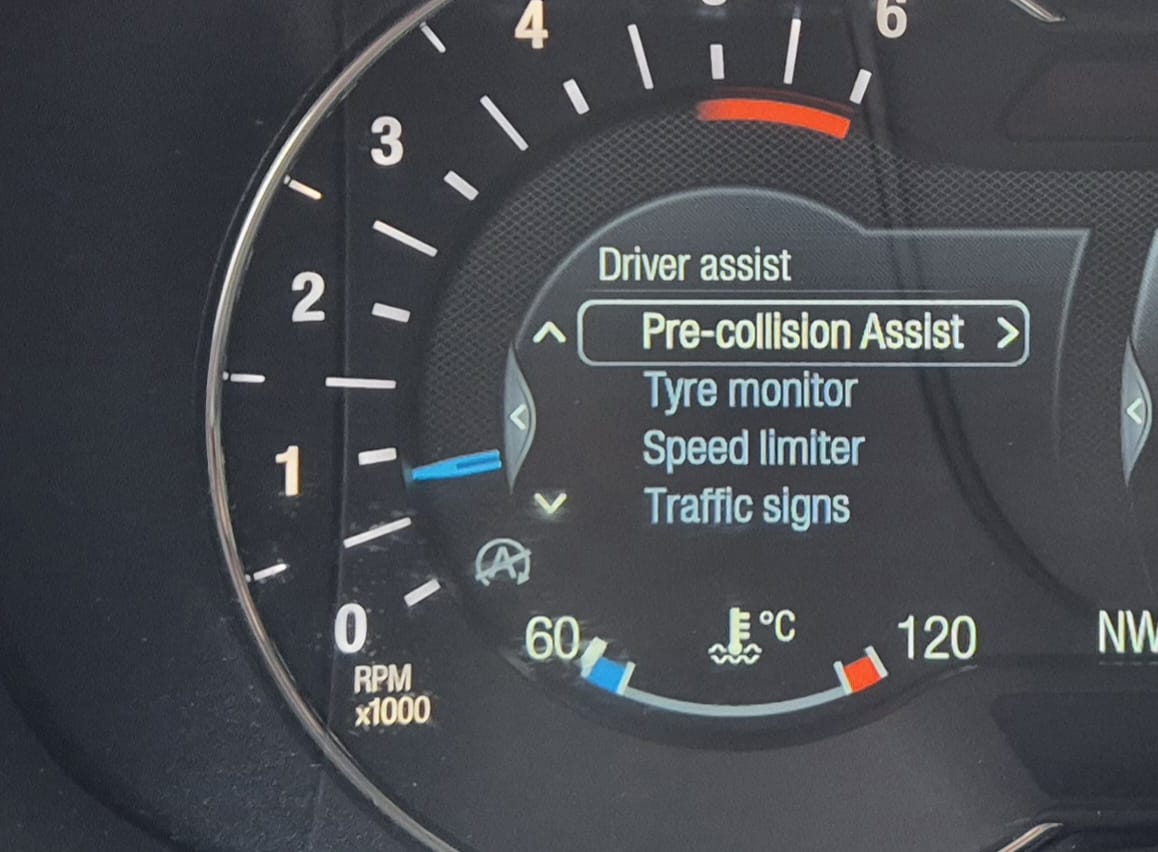 4
6
3
2
1
0
RPM
x1000
Driver assist
Pre-collision Assist >
Tyre monitor
Speed limiter
Traffic signs
A
60
°C
120
NW